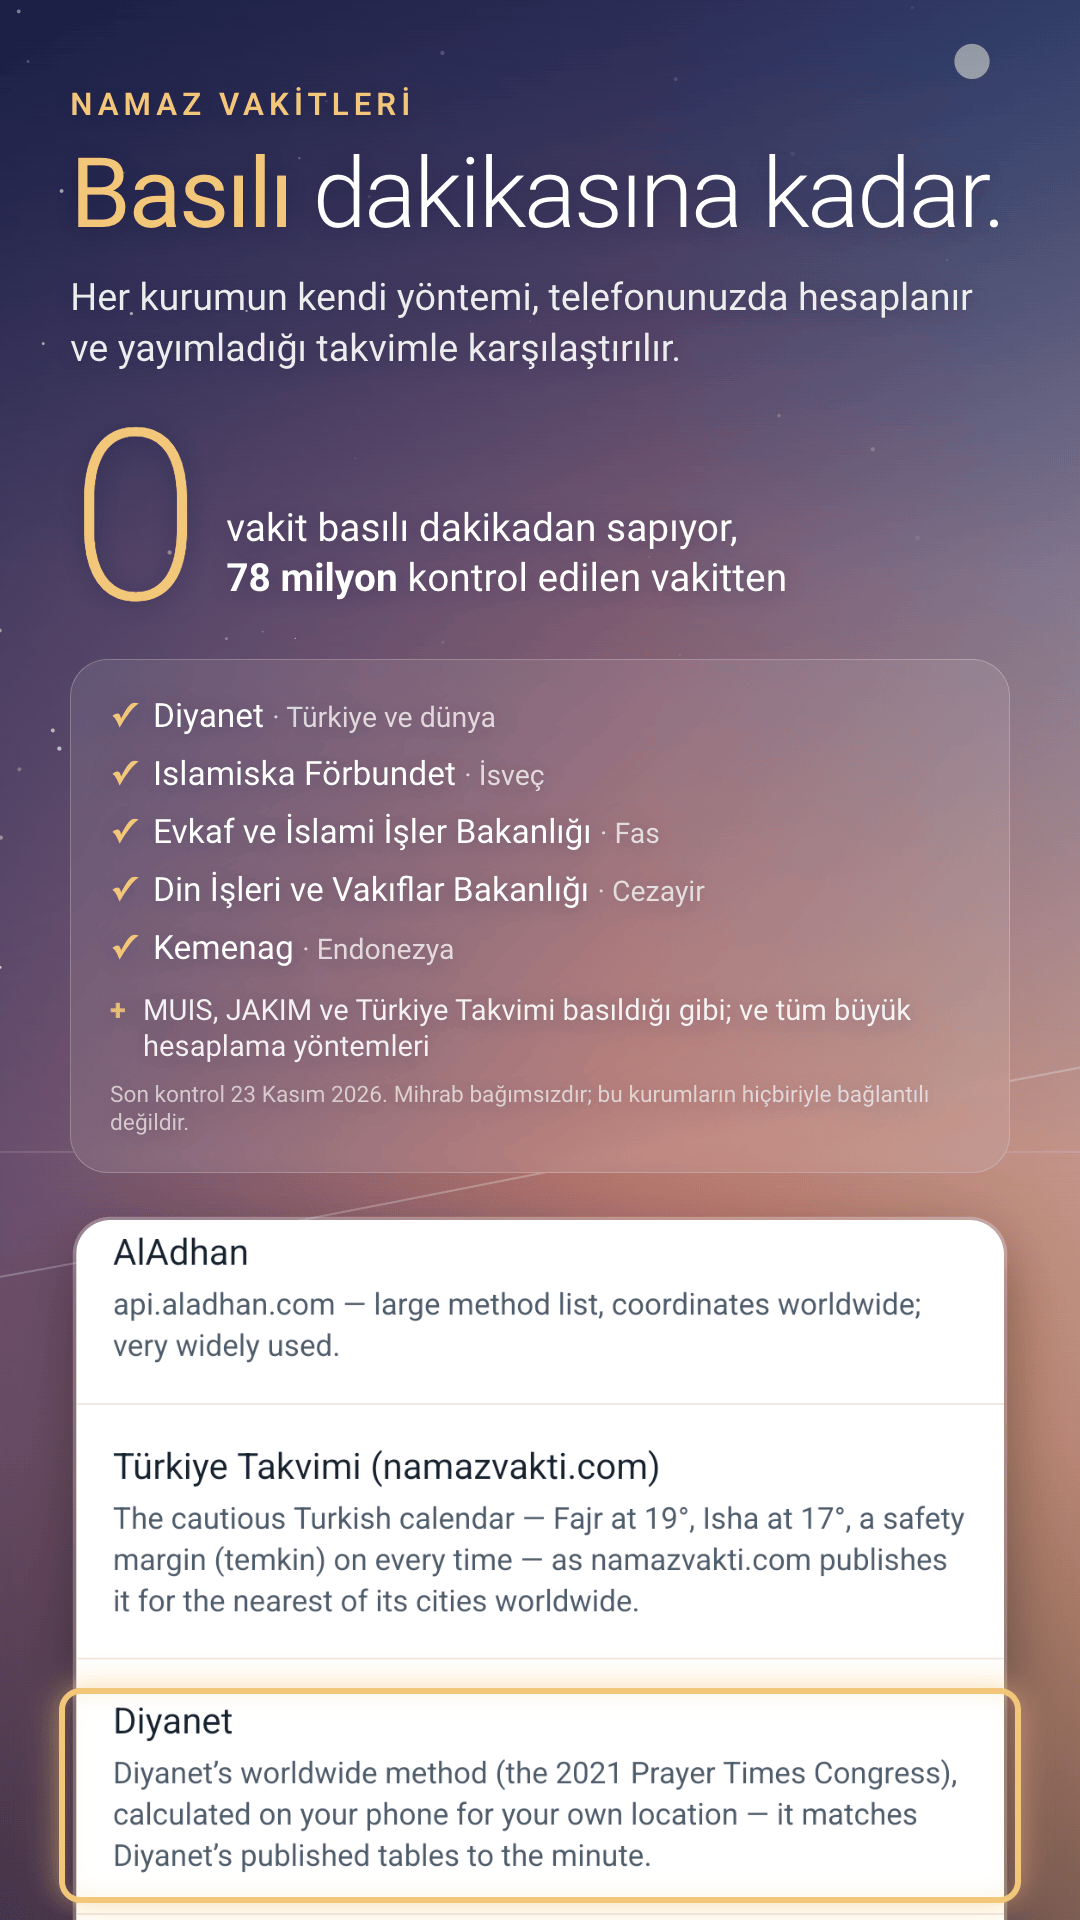 NAMAZ VAKİTLERİ
Basılı dakikasına kadar.
Her kurumun kendi yöntemi, telefonunuzda hesaplanır
ve yayımladığı takvimle karşılaştırılır.
0
vakit basılı dakikadan sapıyor,
78 milyon kontrol edilen vakitten
✓ Diyanet · Türkiye ve dünya
✓ Islamiska Förbundet · İsveç
✓ Evkaf ve İslami İşler Bakanlığı · Fas
✓ Din İşleri ve Vakıflar Bakanlığı · Cezayir
✓ Kemenag · Endonezya
+ MUIS, JAKIM ve Türkiye Takvimi basıldığı gibi; ve tüm büyük
hesaplama yöntemleri
Son kontrol 23 Kasım 2026. Mihrab bağımsızdır; bu kurumların hiçbiriyle bağlantılı
değildir.
AlAdhan
api.aladhan.com — large method list, coordinates worldwide;
very widely used.
Türkiye Takvimi (namazvakti.com)
The cautious Turkish calendar — Fajr at 19°, Isha at 17°, a safety
margin (temkin) on every time — as namazvakti.com publishes
it for the nearest of its cities worldwide.
Diyanet
Diyanet’s worldwide method (the 2021 Prayer Times Congress),
calculated on your phone for your own location — it matches
Diyanet’s published tables to the minute.